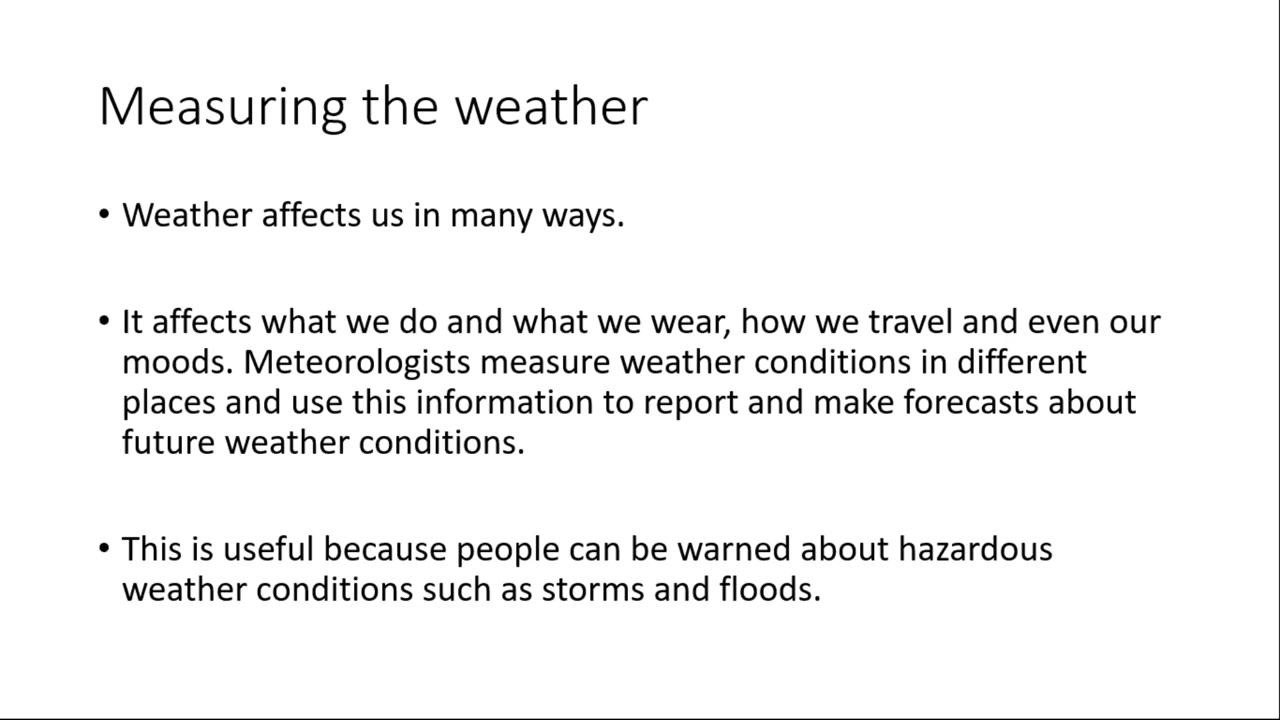 Measuring the weather
• Weather affects us in many ways.
• It affects what we do and what we wear, how we travel and even our
moods. Meteorologists measure weather conditions in different
places and use this information to report and make forecasts about
future weather conditions.
• This is useful because people can be warned about hazardous
weather conditions such as storms and floods.